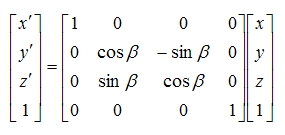 x′ 1 0 0 0 x
y′ 0 cos β − sin β 0 y
z′ = 0 sin β cos β 0 z
1 0 0 0 1 1